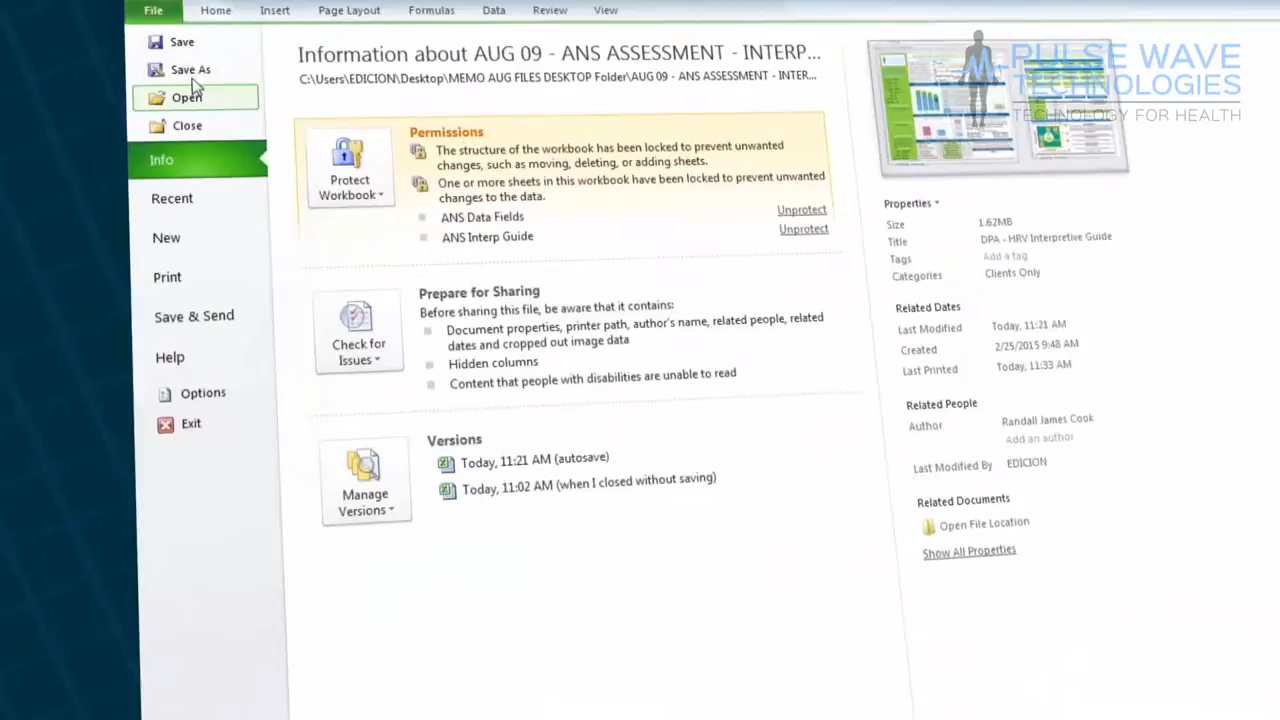 File Home Insert Page Layout Formulas Data Review View
Save
Save As
Open
Close
Info
Recent
New
Print
Save & Send
Help
Options
Exit
Information about AUG 09 - ANS ASSESSMENT - INTERP...
C:\Users\EDICION\Desktop\MEMO AUG FILES DESKTOP Folder\AUG 09 - ANS ASSESSMENT - INTER...
Protect
Workbook
Permissions
The structure of the workbook has been locked to prevent unwanted
changes, such as moving, deleting, or adding sheets.
One or more sheets in this workbook have been locked to prevent unwanted
changes to the data.
ANS Data Fields Unprotect
ANS Interp Guide Unprotect
Check for
Issues
Prepare for Sharing
Before sharing this file, be aware that it contains:
Document properties, printer path, author's name, related people, related
dates and cropped out image data
Hidden columns
Content that people with disabilities are unable to read
Manage
Versions
Versions
Today, 11:21 AM (autosave)
Today, 11:02 AM (when I closed without saving)
PULSE WAVE
TECHNOLOGIES
TECHNOLOGY FOR HEALTH
Properties
Size 1.62MB
Title DPA - HRV Interpretive Guide
Tags Add a tag
Categories Clients Only
Related Dates
Last Modified Today, 11:21 AM
Created 2/25/2015 9:48 AM
Last Printed Today, 11:33 AM
Related People
Author Randall James Cook
Add an author
Last Modified By EDICION
Related Documents
Open File Location
Show All Properties